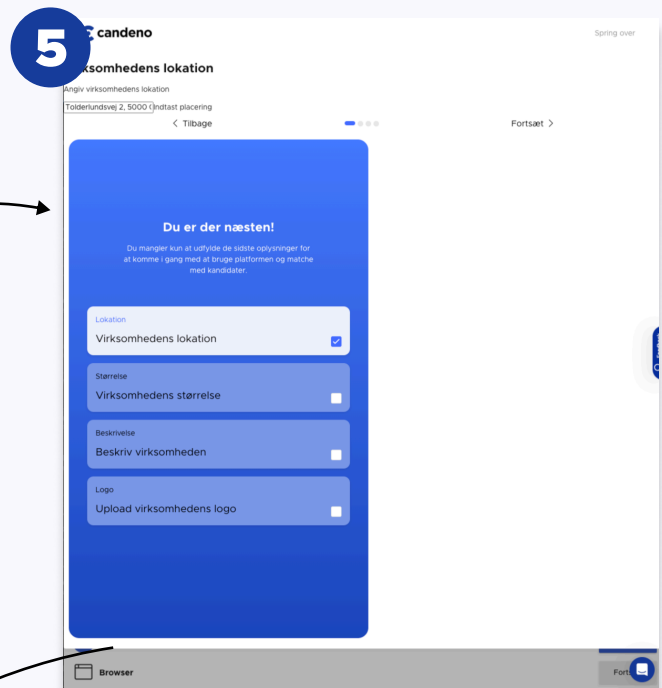 5
candeno
Spring over
ksomhedens lokation
Angiv virksomhedens lokation
Tolderlundsvej 2, 5000 Indtast placering
Tilbage
Fortsæt
Du er der næsten!
Du mangler kun at udfylde de sidste oplysninger for
at komme i gang med at bruge platformen og matche
med kandidater.
Lokation
Virksomhedens lokation
Størrelse
Virksomhedens størrelse
Beskrivelse
Beskriv virksomheden
Logo
Upload virksomhedens logo
Browser
Fort